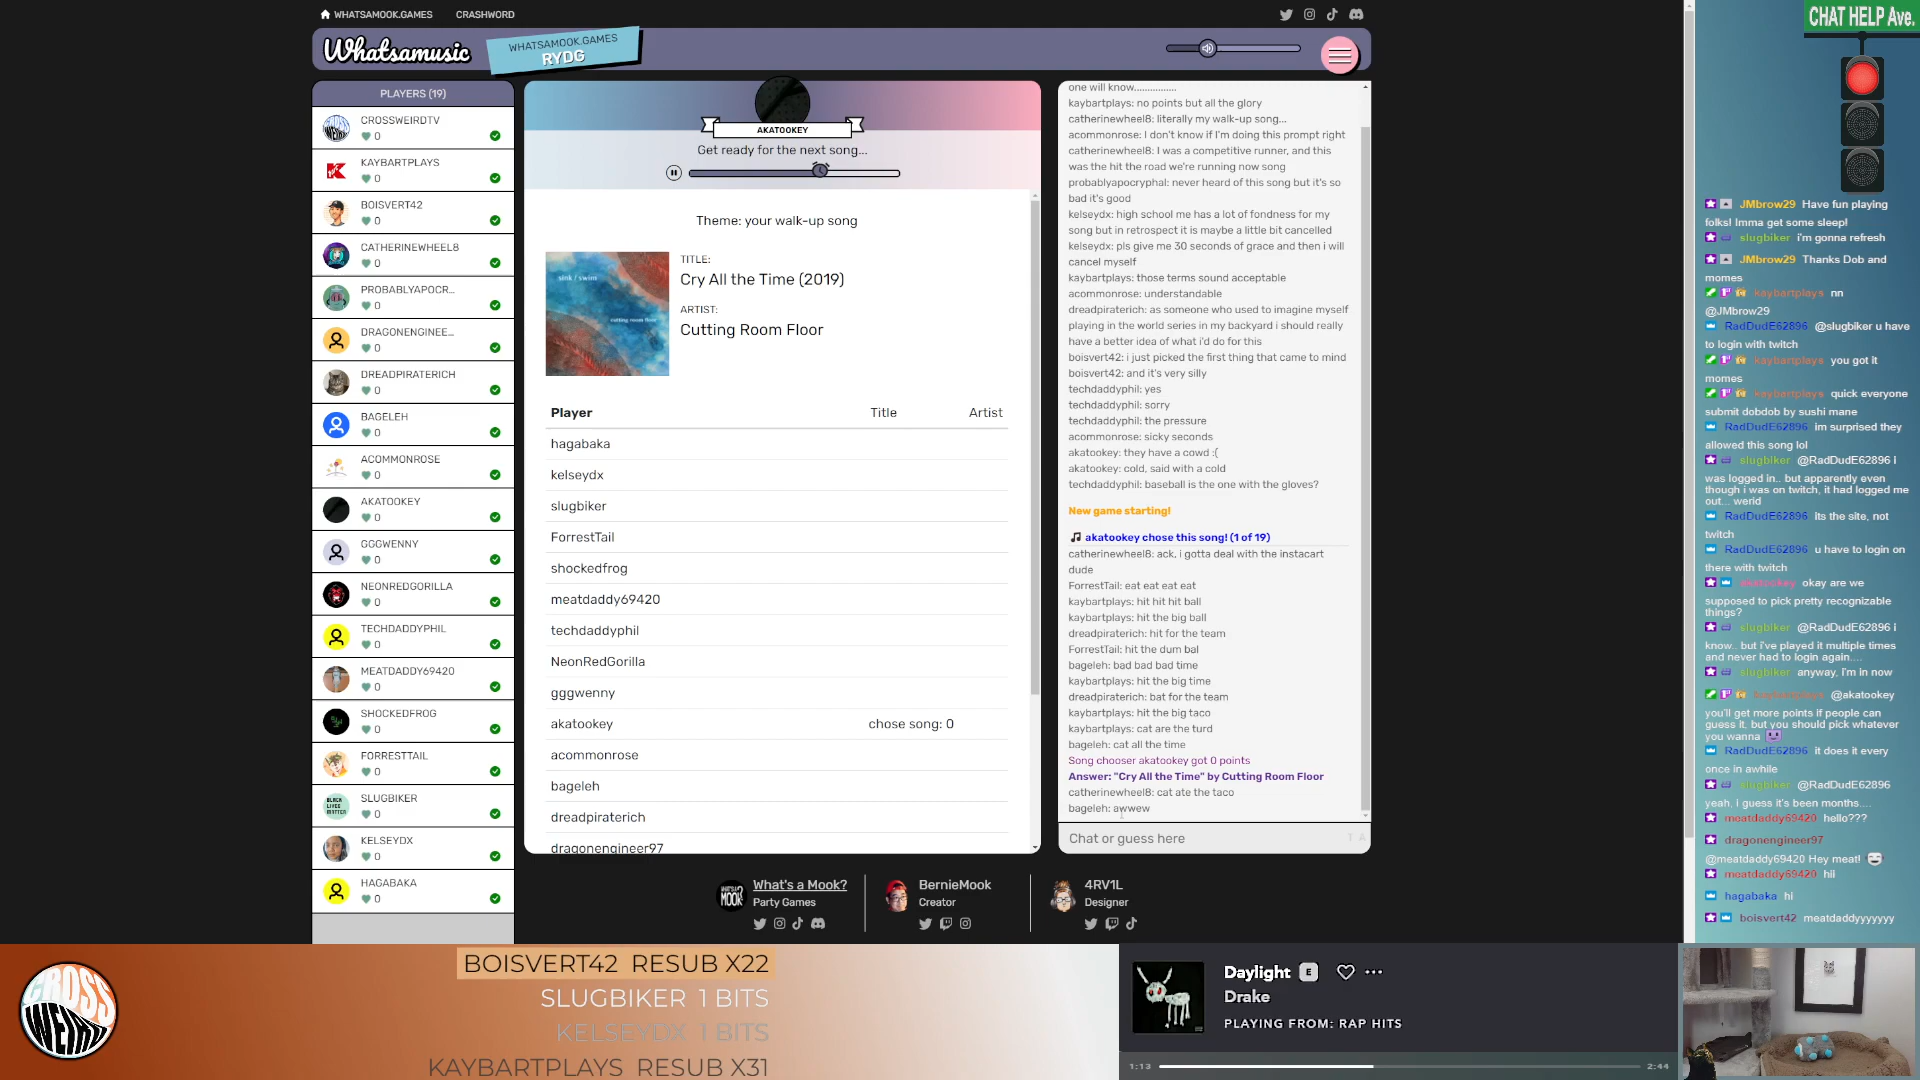 WHATSAMOOK.GAMES CRASHWORD
Whatsamusic
WHATSAMOOK.GAMES
RYDG
PLAYERS (19)
CROSSWEIRDTV
0
KAYBARTPLAYS
0
BOISVERT42
0
CATHERINEWHEEL8
0
PROBABLYAPOCR...
0
DRAGONENGINEE...
0
DREADPIRATERICH
0
BAGELEH
0
ACOMMONROSE
0
AKATOOKEY
0
GGGWENNY
0
NEONREDGORILLA
0
TECHDADDYPHIL
0
MEATDADDY69420
0
SHOCKEDFROG
0
FORRESTTAIL
0
SLUGBIKER
0
KELSEYDX
0
HAGABAKA
0
AKATOOKEY
Get ready for the next song...
Theme: your walk-up song
sink / swim
cutting room floor
TITLE:
Cry All the Time (2019)
ARTIST:
Cutting Room Floor
Player Title Artist
hagabaka
kelseydx
slugbiker
ForrestTail
shockedfrog
meatdaddy69420
techdaddyphil
NeonRedGorilla
gggwenny
akatookey chose song: 0
acommonrose
bageleh
dreadpiraterich
dragonengineer97
one will know................
kaybartplays: no points but all the glory
catherinewheel8: literally my walk-up song...
acommonrose: I don't know if I'm doing this prompt right
catherinewheel8: I was a competitive runner, and this
was the hit the road we're running now song
probablyapocryphal: never heard of this song but it's so
bad it's good
kelseydx: high school me has a lot of fondness for my
song but in retrospect it is maybe a little bit cancelled
kelseydx: pls give me 30 seconds of grace and then i will
cancel myself
kaybartplays: those terms sound acceptable
acommonrose: understandable
dreadpiraterich: as someone who used to imagine myself
playing in the world series in my backyard i should really
have a better idea of what i'd do for this
boisvert42: i just picked the first thing that came to mind
boisvert42: and it's very silly
techdaddyphil: yes
techdaddyphil: sorry
techdaddyphil: the pressure
acommonrose: sicky seconds
akatookey: they have a cowd :(
akatookey: cold, said with a cold
techdaddyphil: baseball is the one with the gloves?
New game starting!
akatookey chose this song! (1 of 19)
catherinewheel8: ack, i gotta deal with the instacart
dude
ForrestTail: eat eat eat eat
kaybartplays: hit hit hit ball
kaybartplays: hit the big ball
dreadpiraterich: hit for the team
ForrestTail: hit the dum bal
bageleh: bad bad bad time
kaybartplays: hit the big time
dreadpiraterich: bat for the team
kaybartplays: hit the big taco
kaybartplays: cat are the turd
bageleh: cat all the time
Song chooser akatookey got 0 points
Answer: "Cry All the Time" by Cutting Room Floor
catherinewheel8: cat ate the taco
bageleh: awwew
Chat or guess here
T A
WHAT'S A MOOK?
What's a Mook?
Party Games
BernieMook
Creator
4RV1L
Designer
CHAT HELP Ave.
JMbrow29 Have fun playing
folks! Imma get some sleep!
slugbiker i'm gonna refresh
JMbrow29 Thanks Dob and
momes
kaybartplays nn
@JMbrow29
RadDudE62896 @slugbiker u have
to login with twitch
kaybartplays you got it
momes
kaybartplays quick everyone
submit dobdob by sushi mane
RadDudE62896 im surprised they
allowed this song lol
slugbiker @RadDudE62896 i
was logged in.. but apparently even
though i was on twitch, it had logged me
out... werid
RadDudE62896 its the site, not
twitch
RadDudE62896 u have to login on
there with twitch
akatookey okay are we
supposed to pick pretty recognizable
things?
slugbiker @RadDudE62896 i
know.. but i've played it multiple times
and never had to login again....
slugbiker anyway, I'm in now
@akatookey
you'll get more points if people can
guess it, but you should pick whatever
you wanna
RadDudE62896 it does it every
once in awhile
slugbiker @RadDudE62896
yeah, i guess it's been months....
meatdaddy69420 hello???
dragonengineer97
@meatdaddy69420 Hey meat!
meatdaddy69420 hii
hagabaka hi
boisvert42 meatdaddyyyyyy
CROSS
WEIRD
BOISVERT42 RESUB X22
SLUGBIKER 1 BITS
KELSEYDX 1 BITS
KAYBARTPLAYS RESUB X31
Daylight E
Drake
PLAYING FROM: RAP HITS
1:13 2:44